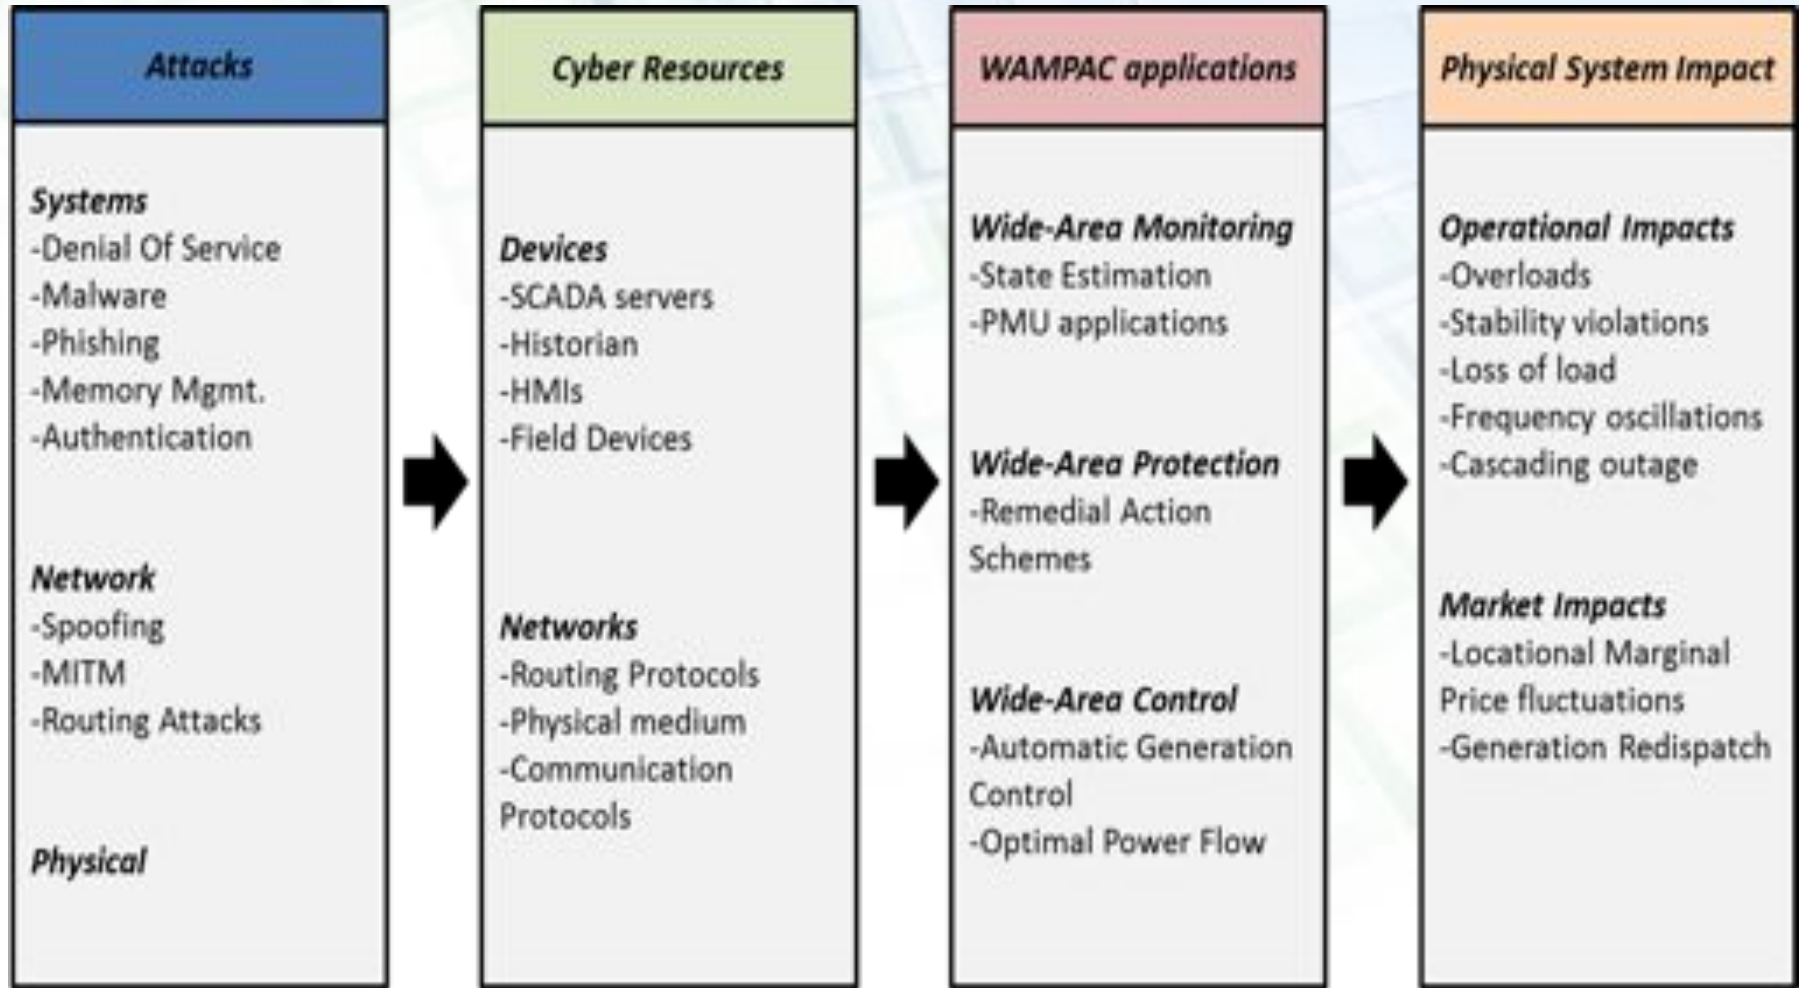 Attacks
Systems
-Denial Of Service
-Malware
-Phishing
-Memory Mgmt.
-Authentication
Network
-Spoofing
-MITM
-Routing Attacks
Physical
Cyber Resources
Devices
-SCADA servers
-Historian
-HMIs
-Field Devices
Networks
-Routing Protocols
-Physical medium
-Communication
Protocols
WAMPAC applications
Wide-Area Monitoring
-State Estimation
-PMU applications
Wide-Area Protection
-Remedial Action
Schemes
Wide-Area Control
-Automatic Generation
Control
-Optimal Power Flow
Physical System Impact
Operational Impacts
-Overloads
-Stability violations
-Loss of load
-Frequency oscillations
-Cascading outage
Market Impacts
-Locational Marginal
Price fluctuations
-Generation Redispatch